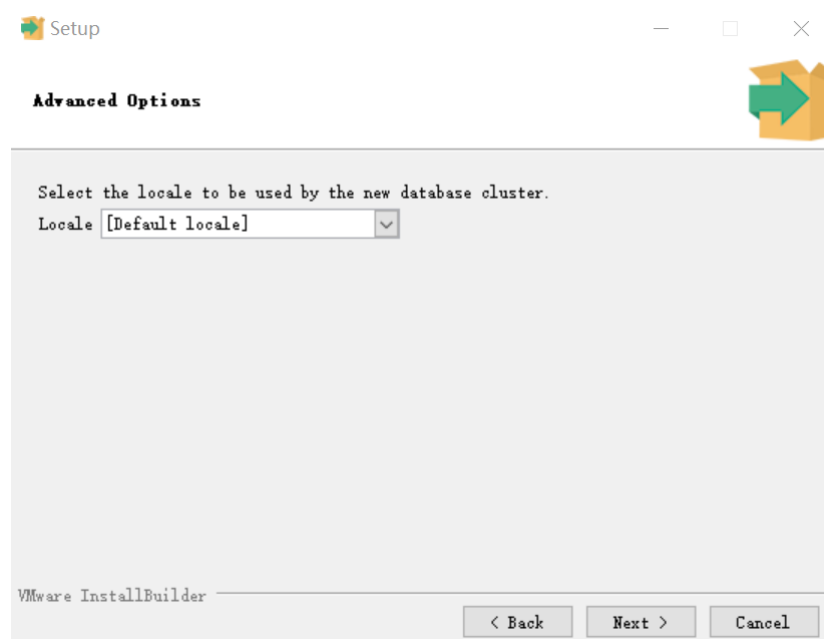 Setup
Advanced Options
Select the locale to be used by the new database cluster.
Locale [Default locale]
VMware InstallBuilder
< Back Next > Cancel